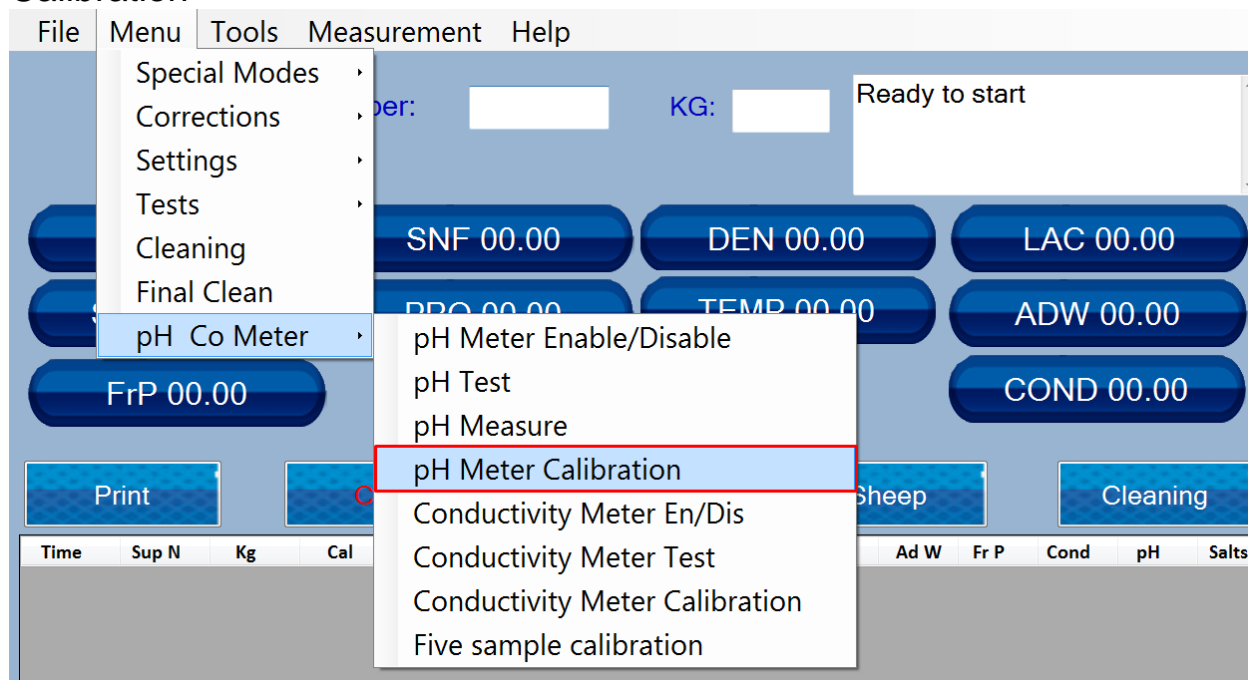 File Menu Tools Measurement Help
Special Modes
Corrections
Settings
Tests
Cleaning
Final Clean
pH Co Meter
KG:
Ready to start
SNF 00.00
DEN 00.00
LAC 00.00
ADW 00.00
FrP 00.00
COND 00.00
pH Meter Enable/Disable
pH Test
pH Measure
pH Meter Calibration
Conductivity Meter En/Dis
Conductivity Meter Test
Conductivity Meter Calibration
Five sample calibration
Print
Sheep
Cleaning
Time Sup N Kg Cal Ad W Fr P Cond pH Salts